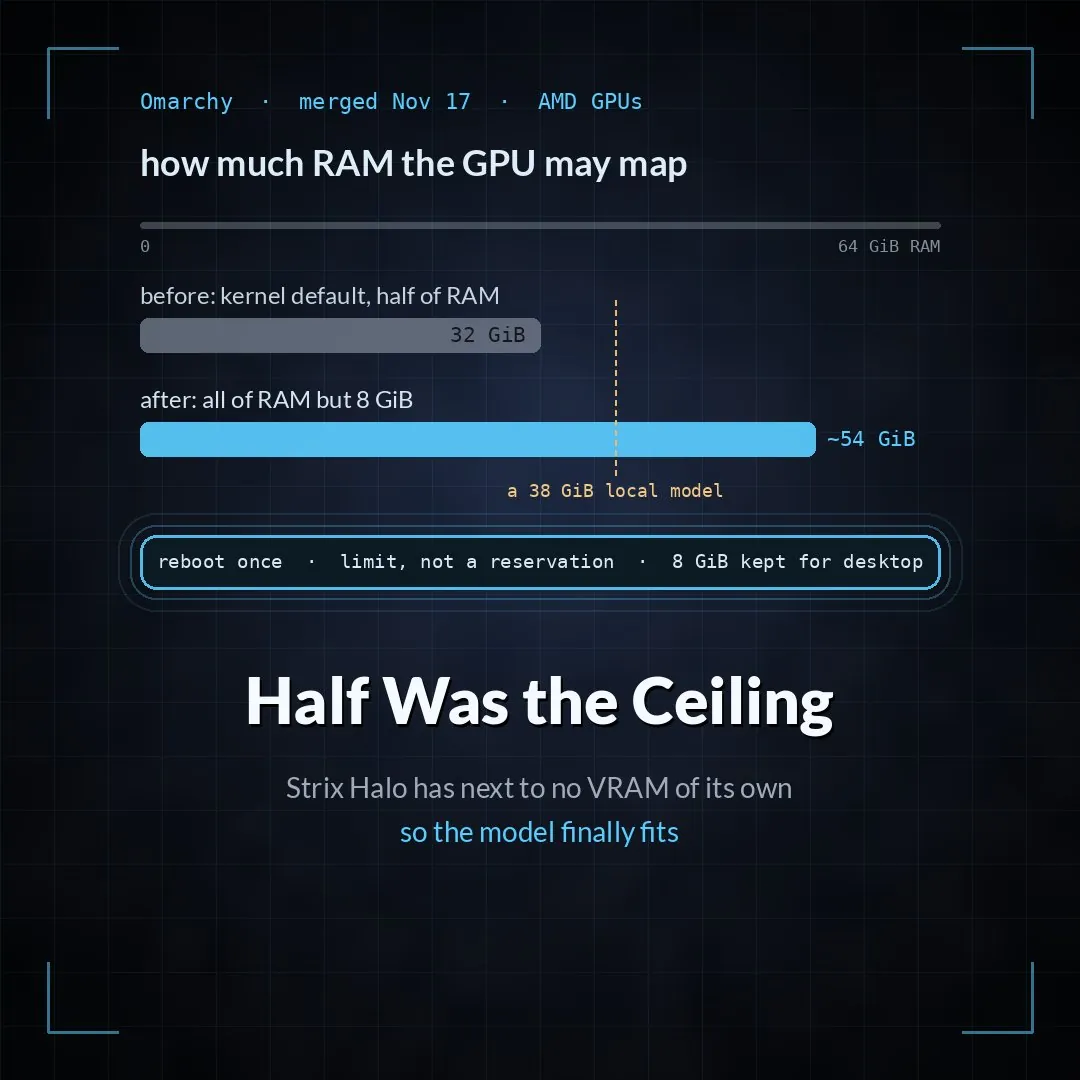 Omarchy · merged Nov 17 · AMD GPUs
how much RAM the GPU may map
0 64 GiB RAM
before: kernel default, half of RAM
32 GiB
after: all of RAM but 8 GiB
~54 GiB
a 38 GiB local model
reboot once · limit, not a reservation · 8 GiB kept for desktop
Half Was the Ceiling
Strix Halo has next to no VRAM of its own
so the model finally fits